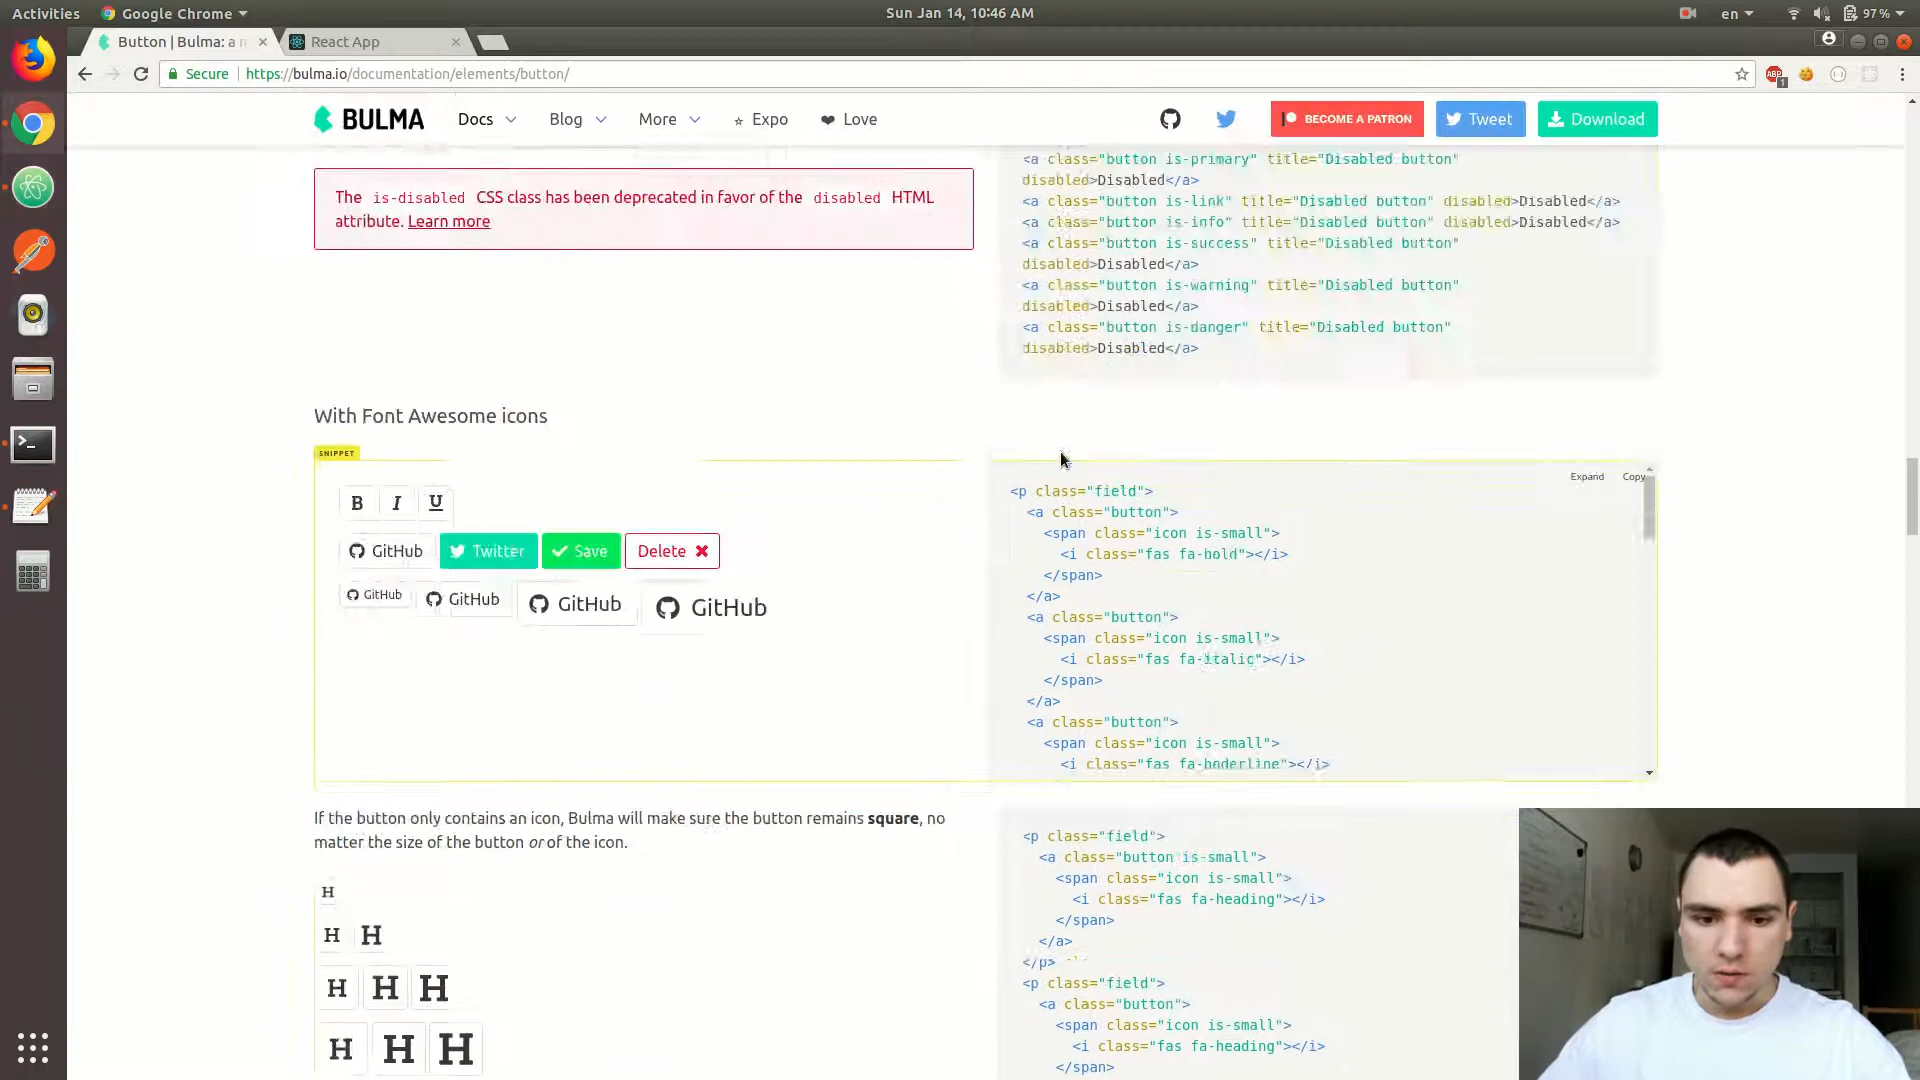 Activities
Google Chrome
Sun Jan 14, 10:46 AM
en
97%
Button | Bulma: a m
React App
Secure
https://bulma.io/documentation/elements/button/
ABP
1
BULMA
Docs
Blog
More
Expo
Love
BECOME A PATRON
Tweet
Download
The is-disabled CSS class has been deprecated in favor of the disabled HTML
attribute. Learn more
<a class="button is-primary" title="Disabled button"
disabled>Disabled</a>
<a class="button is-link" title="Disabled button" disabled>Disabled</a>
<a class="button is-info" title="Disabled button" disabled>Disabled</a>
<a class="button is-success" title="Disabled button"
disabled>Disabled</a>
<a class="button is-warning" title="Disabled button"
disabled>Disabled</a>
<a class="button is-danger" title="Disabled button"
disabled>Disabled</a>
With Font Awesome icons
SNIPPET
B I U
GitHub Twitter Save Delete
GitHub GitHub GitHub GitHub
Expand Copy
<p class="field">
<a class="button">
<span class="icon is-small">
<i class="fas fa-bold"></i>
</span>
</a>
<a class="button">
<span class="icon is-small">
<i class="fas fa-italic"></i>
</span>
</a>
<a class="button">
<span class="icon is-small">
<i class="fas"></i>
If the button only contains an icon, Bulma will make sure the button remains square, no
matter the size of the button or of the icon.
H
H H
H H H
H H H
<p class="field">
<a class="button is-small">
<span class="icon is-small">
<i class="fas fa-heading"></i>
</span>
</a>
</p>
<p class="field">
<a class="button">
<span class="icon is-small">
<i class="fas fa-heading"></i>
</span>